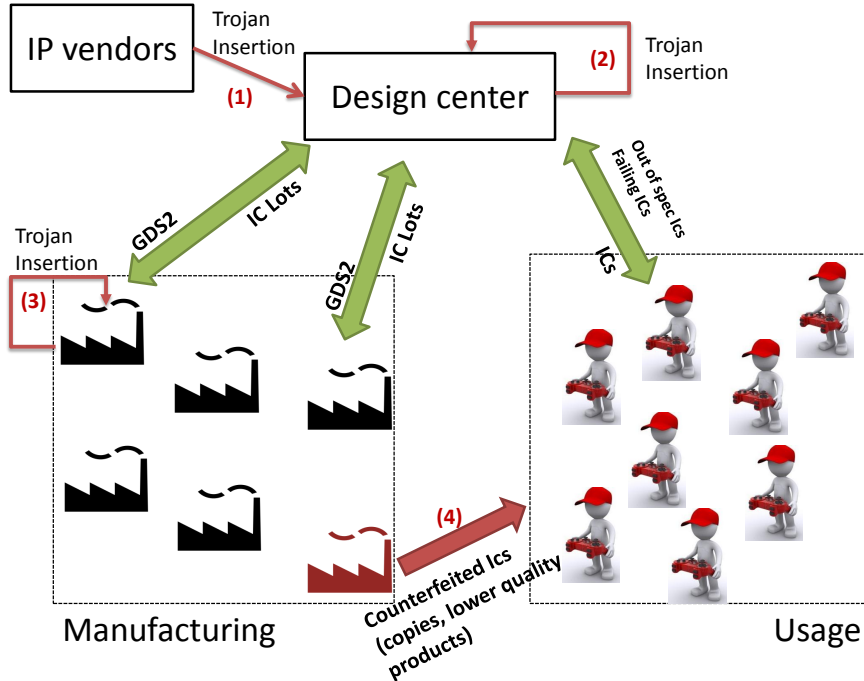 IP vendors
Trojan
Insertion
(1)
Design center
(2)
Trojan
Insertion
GDS2
IC Lots
GDS2
IC Lots
Out of spec Ics
Failing ICs
ICs
Trojan
Insertion
(3)
(4)
Counterfeited Ics
(copies, lower quality
products)
Manufacturing
Usage